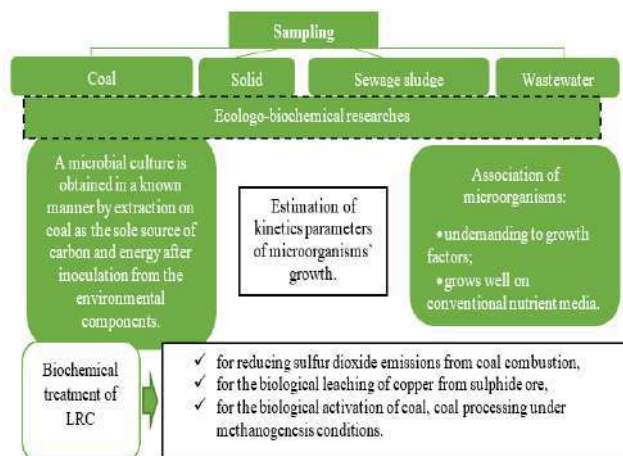 Sampling
Coal
Solid
Sewage sludge
Wastewater
Ecologo-biochemical researches
A microbial culture is
obtained in a known
manner by extraction on
coal as the sole source of
carbon and energy after
inoculation from the
environmental
components.
Estimation of
kinetics parameters
of microorganisms`
growth.
Association of
microorganisms:
•undemanding to growth
factors;
•grows well on
conventional nutrient media.
Biochemical
treatment of
LRC
✓ for reducing sulfur dioxide emissions from coal combustion,
✓ for the biological leaching of copper from sulphide ore,
✓ for the biological activation of coal, coal processing under
methanogenesis conditions.